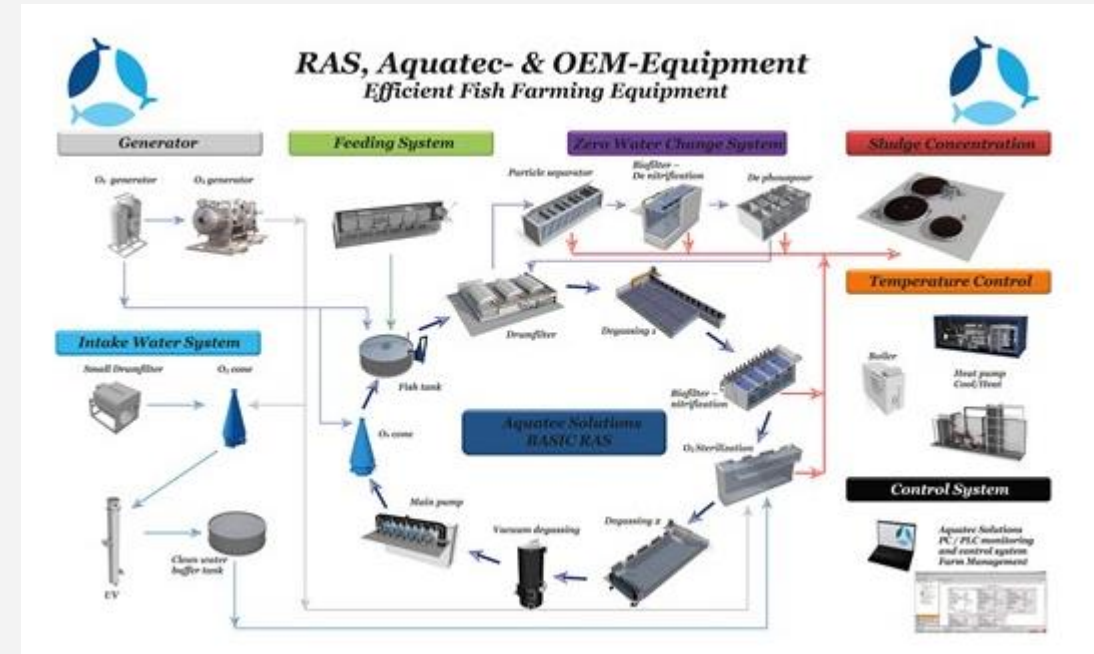 RAS, Aquatec- & OEM-Equipment
Efficient Fish Farming Equipment
Generator
Feeding System
Zero Water Change System
Sludge Concentration
O₂ generator
O₃ generator
Particle separator
Biofilter –
De nitrification
De phosspour
Temperature Control
Intake Water System
Small Drumfilter
O₃ cone
Fish tank
Drumfilter
Degassing 1
Biofilter –
nitrification
Boiler
Heat pump
Cool/Heat
Aquatec Solutions
BASIC RAS
cone
O₃ Sterilization
Control System
Main pump
Vacuum degassing
Degassing 2
Aquatec Solutions
PC / PLC monitoring
and control system
Farm Management
Clean water
buffer tank
UV